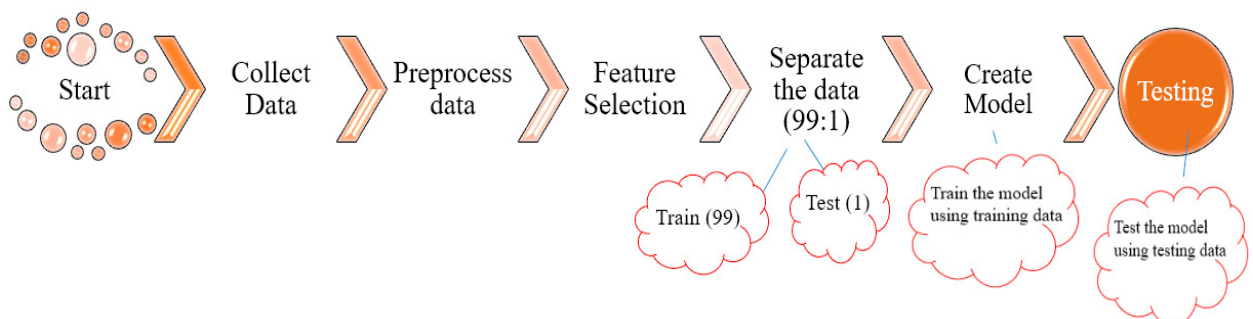 Start
Collect
Data
Preprocess
data
Feature
Selection
Separate
the data
(99:1)
Create
Model
Testing
Train (99)
Test (1)
Train the model
using training data
Test the model
using testing data